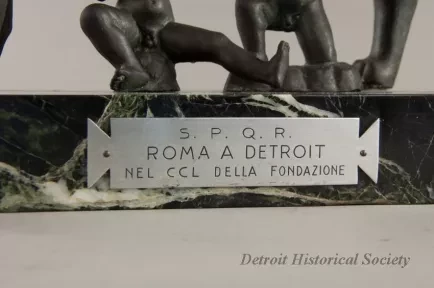 S. P. Q. R.
ROMA A DETROIT
NEL CCL DELLA FONDAZIONE
Detroit Historical Society